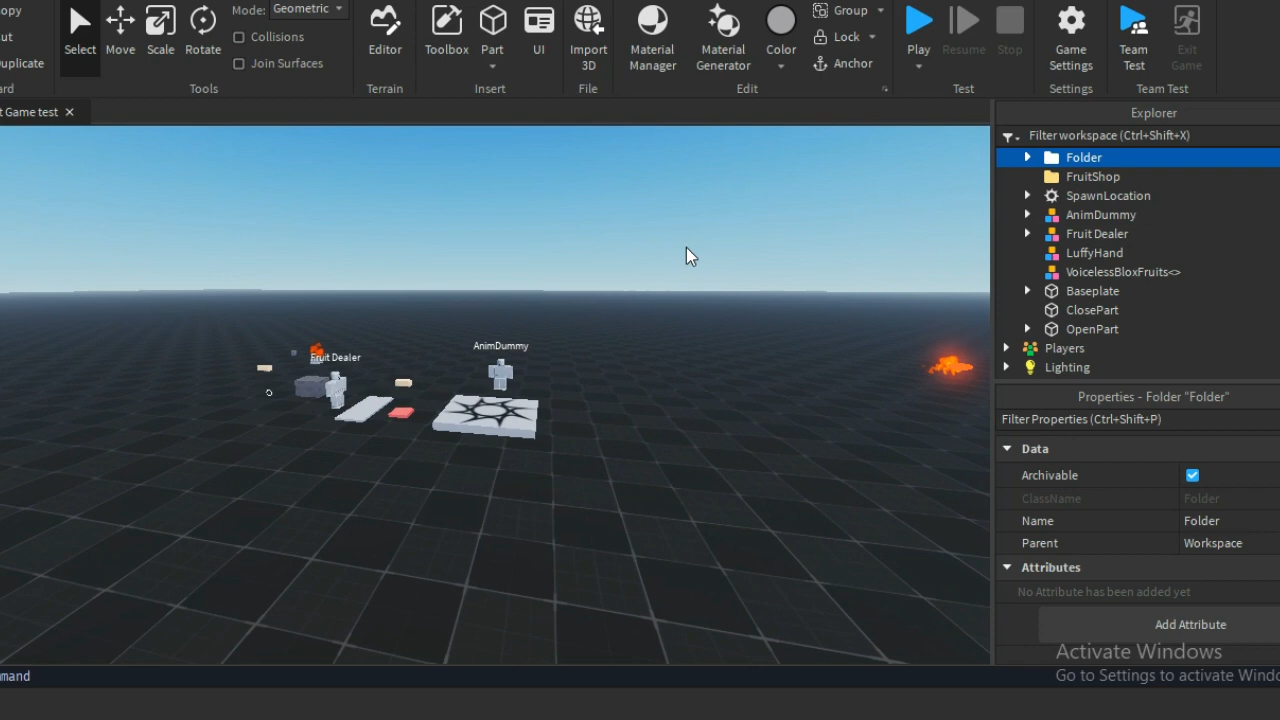 opy
ut
uplicate
ard
Select
Move
Scale
Rotate
Mode: Geometric
Collisions
Join Surfaces
Tools
Editor
Terrain
Toolbox
Part
UI
Insert
Import
3D
File
Material
Manager
Material
Generator
Color
Group
Lock
Anchor
Edit
Play
Resume
Stop
Test
Game
Settings
Settings
Team
Test
Exit
Game
Team Test
t Game test
Explorer
Filter workspace (Ctrl+Shift+X)
Folder
FruitShop
SpawnLocation
AnimDummy
Fruit Dealer
LuffyHand
VoicelessBloxFruits<>
Baseplate
ClosePart
OpenPart
Players
Lighting
AnimDummy
Fruit Dealer
Properties - Folder "Folder"
Filter Properties (Ctrl+Shift+P)
Data
Archivable
ClassName Folder
Name Folder
Parent Workspace
Attributes
No Attribute has been added yet
Add Attribute
Activate Windows
Go to Settings to activate Windo
mmand